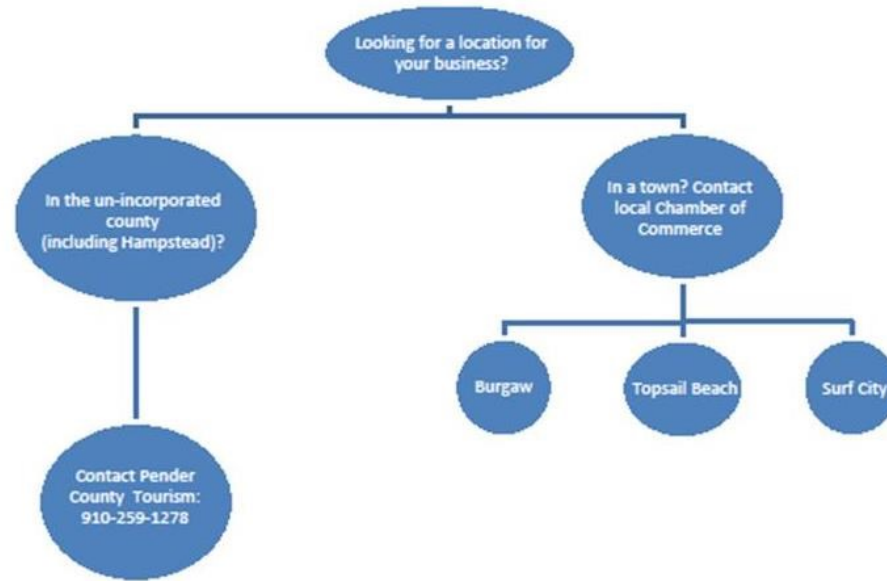 Looking for a location for
your business?
In the un-incorporated
county
(including Hampstead)?
In a town? Contact
local Chamber of
Commerce
Burgaw
Topsail Beach
Surf City
Contact Pender
County Tourism:
910-259-1278